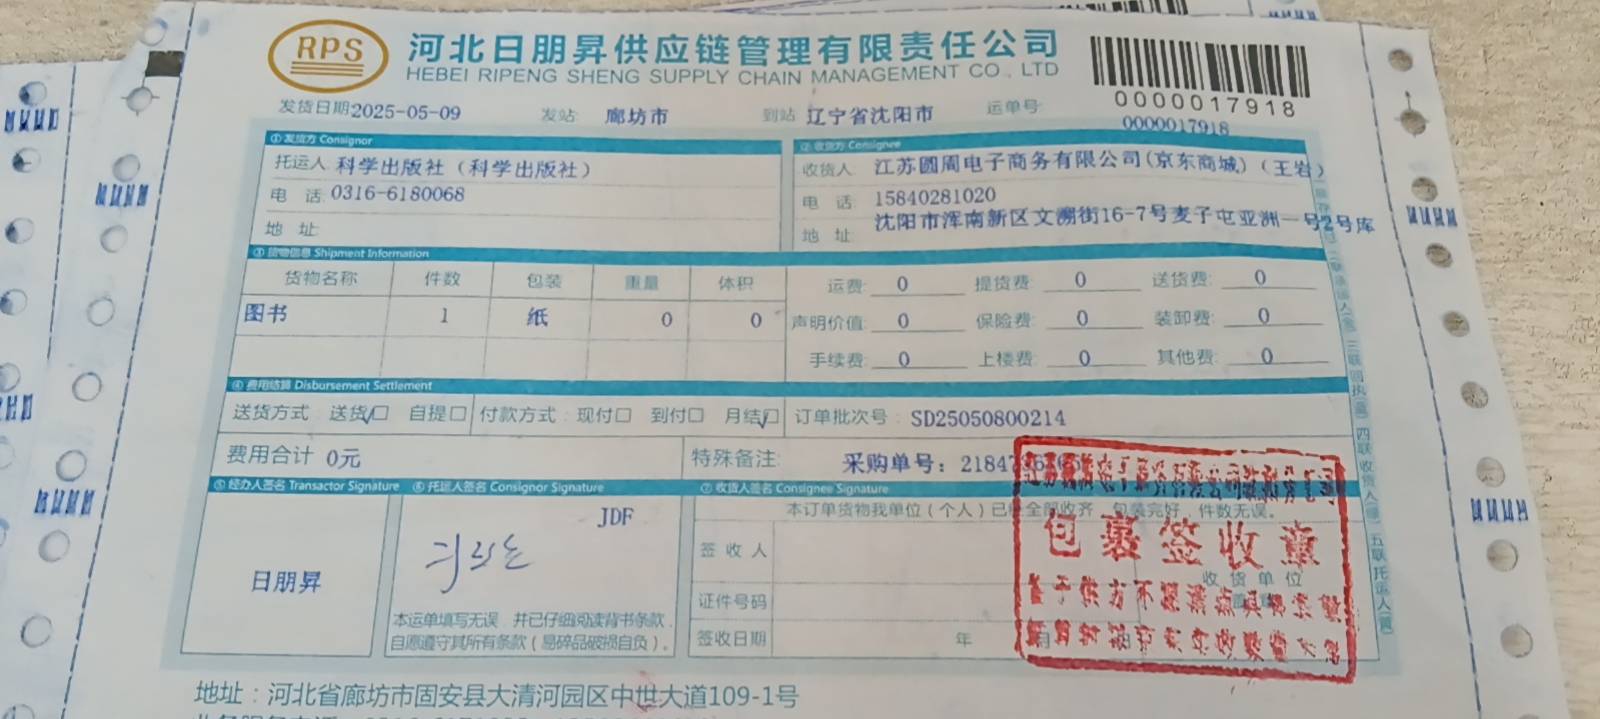 RPS
河北日朋昇供应链管理有限责任公司
HEBEI RIPENG SHENG SUPPLY CHAIN MANAGEMENT CO., LTD
0000017918
发货日期 2025-05-09 发站 廊坊市 到站 辽宁省沈阳市 运单号: 0000017918
①发货方 Consignor ②收货方 Consignee
托运人 科学出版社（科学出版社） 收货人 江苏圆周电子商务有限公司(京东商城)（王岩）
电 话: 0316-6180068 电 话: 15840281020
地 址: 地 址: 沈阳市浑南新区文溯街16-7号麦子屯亚洲一号2号库
③货物信息 Shipment Information
货物名称 件数 包装 重量 体积 运费: 0 提货费: 0 送货费: 0
图书 1 纸 0 0 声明价值: 0 保险费: 0 装卸费: 0
手续费: 0 上楼费: 0 其他费: 0
④费用结算 Disbursement Settlement
送货方式: 送货☑ 自提☐ 付款方式: 现付☐ 到付☐ 月结☑ 订单批次号: SD25050800214
费用合计 0元 特殊备注: 采购单号: 2184
⑤经办人签名 Transactor Signature ⑥托运人签名 Consignor Signature ⑦收货人签名 Consignee Signature
JDF 本订单货物我单位（个人）已经全部收齐，包装完好，件数无误。
包裹签收章
签收人
日朋昇 收货单位
证件号码
本运单填写无误，并已仔细阅读背书条款，
自愿遵守其所有条款（易碎品破损自负）。
签收日期 年 月
地址：河北省廊坊市固安县大清河园区中世大道109-1号